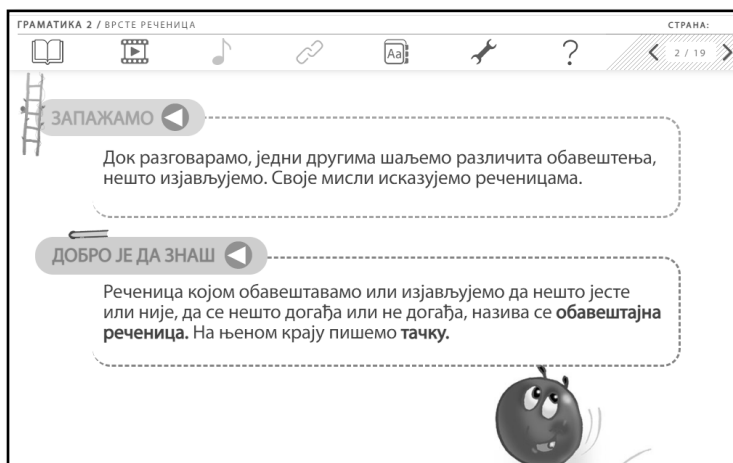 ГРАМАТИКА 2 / ВРСТЕ РЕЧЕНИЦА
СТРАНА:
Aa
?
2 / 19
ЗАПАЖАМО
Док разговарамо, једни другима шаљемо различита обавештења,
нешто изјављујемо. Своје мисли исказујемо реченицама.
ДОБРО ЈЕ ДА ЗНАШ
Реченица којом обавештавамо или изјављујемо да нешто јесте
или није, да се нешто догађа или не догађа, назива се обавештајна
реченица. На њеном крају пишемо тачку.